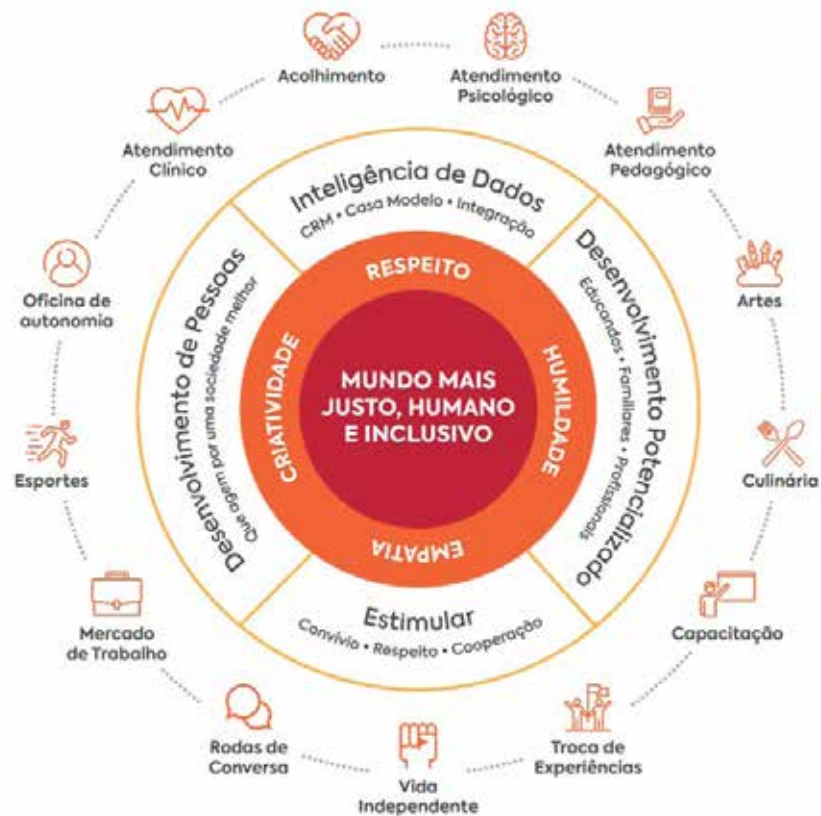 Acolhimento
Atendimento
Psicológico
Atendimento
Pedagógico
Artes
Culinária
Capacitação
Troca de
Experiências
Vida
Independente
Rodas de
Conversa
Mercado
de Trabalho
Esportes
Oficina de
autonomia
Atendimento
Clínico
Inteligência de Dados
CRM • Casa Modelo • Integração
Desenvolvimento Potencializado
Educandos • Familiares • Profissionais
Estimular
Convívio • Respeito • Cooperação
Desenvolvimento de Pessoas
Que agem por uma sociedade melhor
RESPEITO
HUMILDADE
EMPATIA
CRIATIVIDADE
MUNDO MAIS
JUSTO, HUMANO
E INCLUSIVO